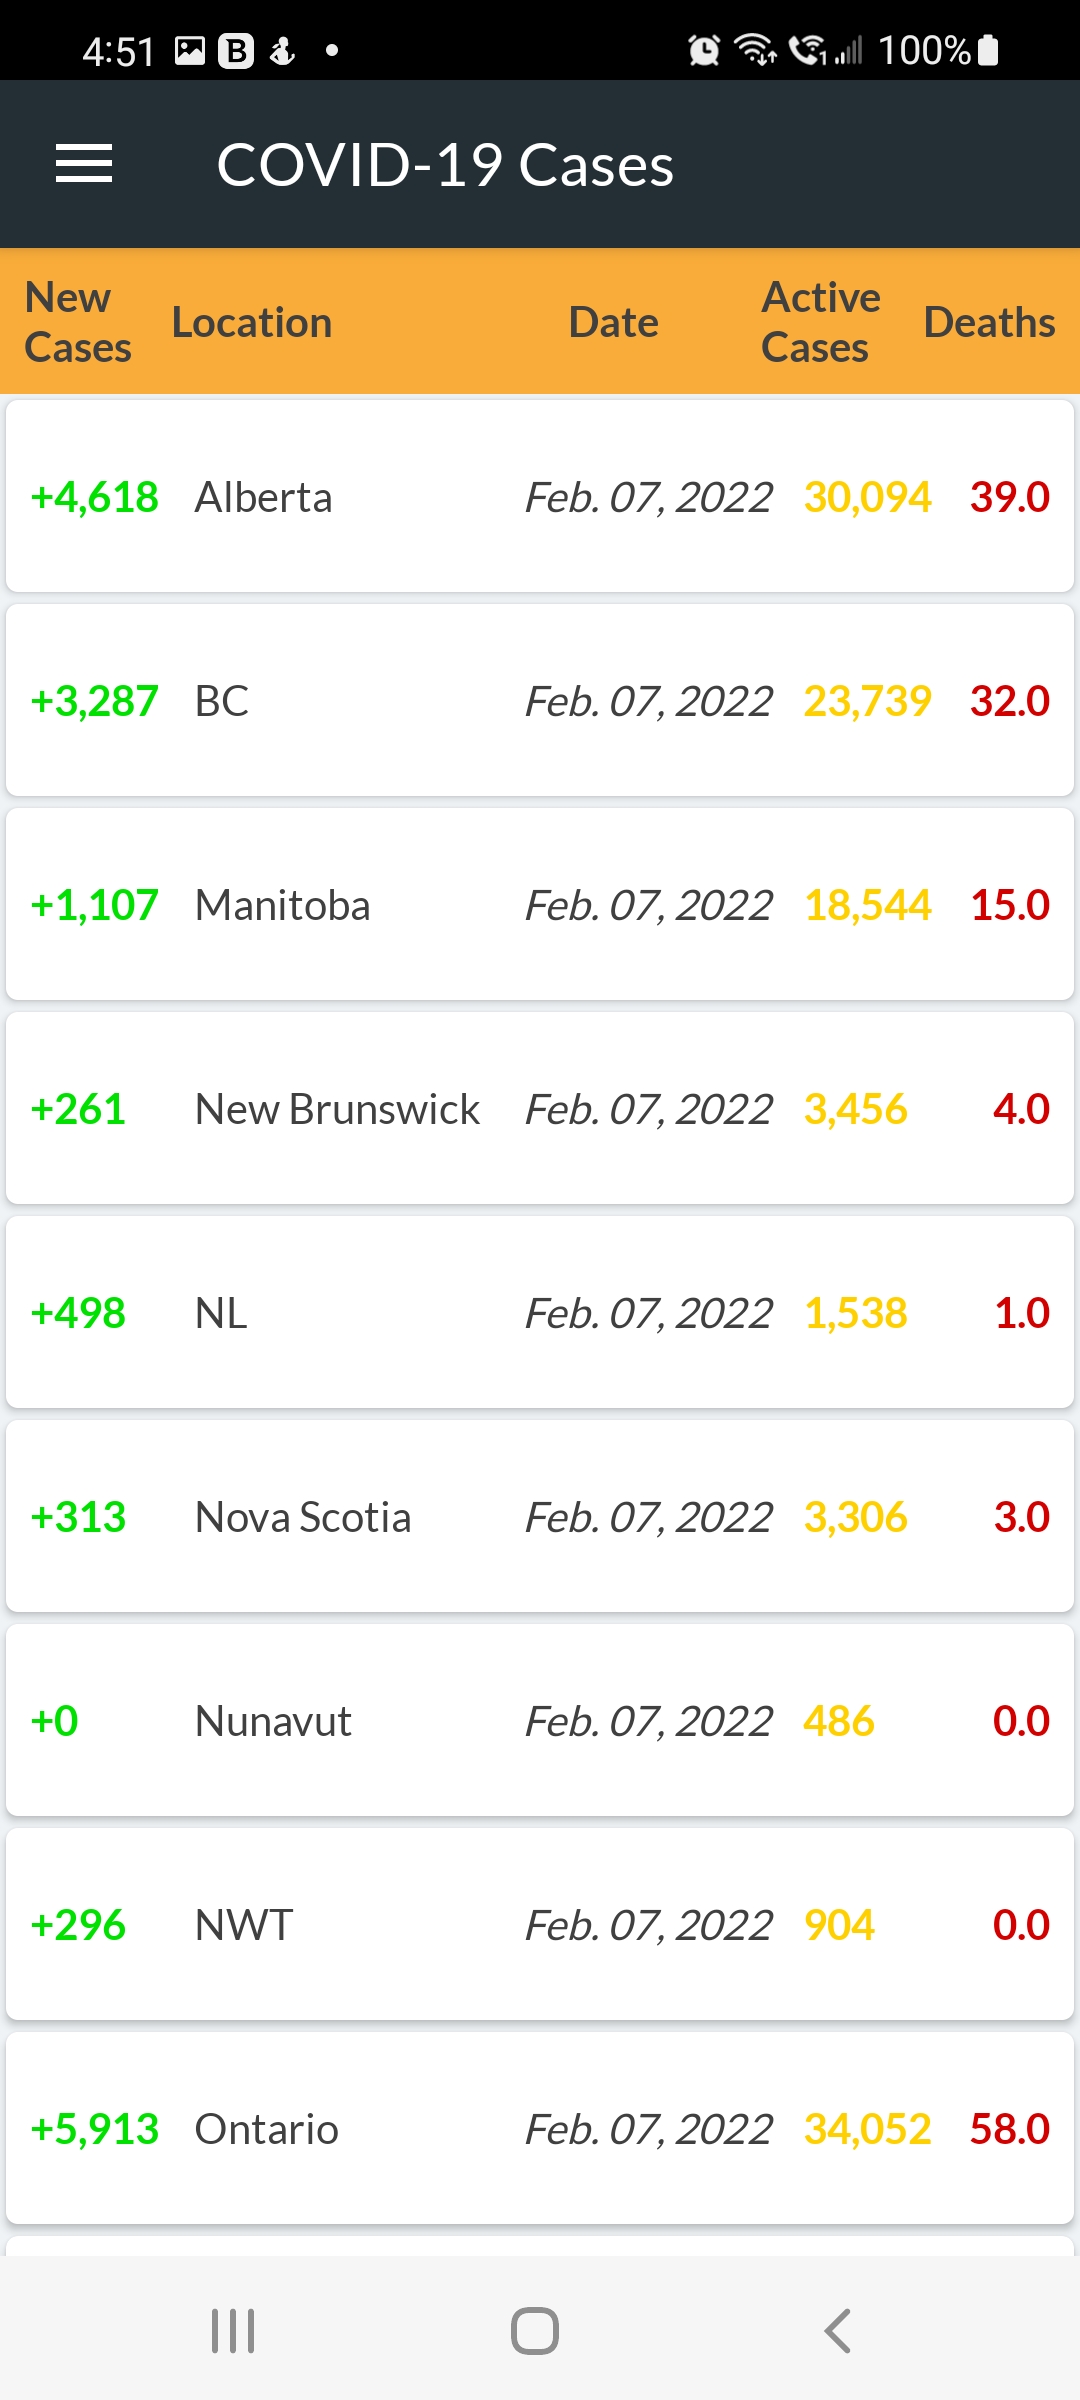 4:51 B 100%
COVID-19 Cases
New Cases Location Date Active Cases Deaths
+4,618 Alberta Feb. 07, 2022 30,094 39.0
+3,287 BC Feb. 07, 2022 23,739 32.0
+1,107 Manitoba Feb. 07, 2022 18,544 15.0
+261 New Brunswick Feb. 07, 2022 3,456 4.0
+498 NL Feb. 07, 2022 1,538 1.0
+313 Nova Scotia Feb. 07, 2022 3,306 3.0
+0 Nunavut Feb. 07, 2022 486 0.0
+296 NWT Feb. 07, 2022 904 0.0
+5,913 Ontario Feb. 07, 2022 34,052 58.0